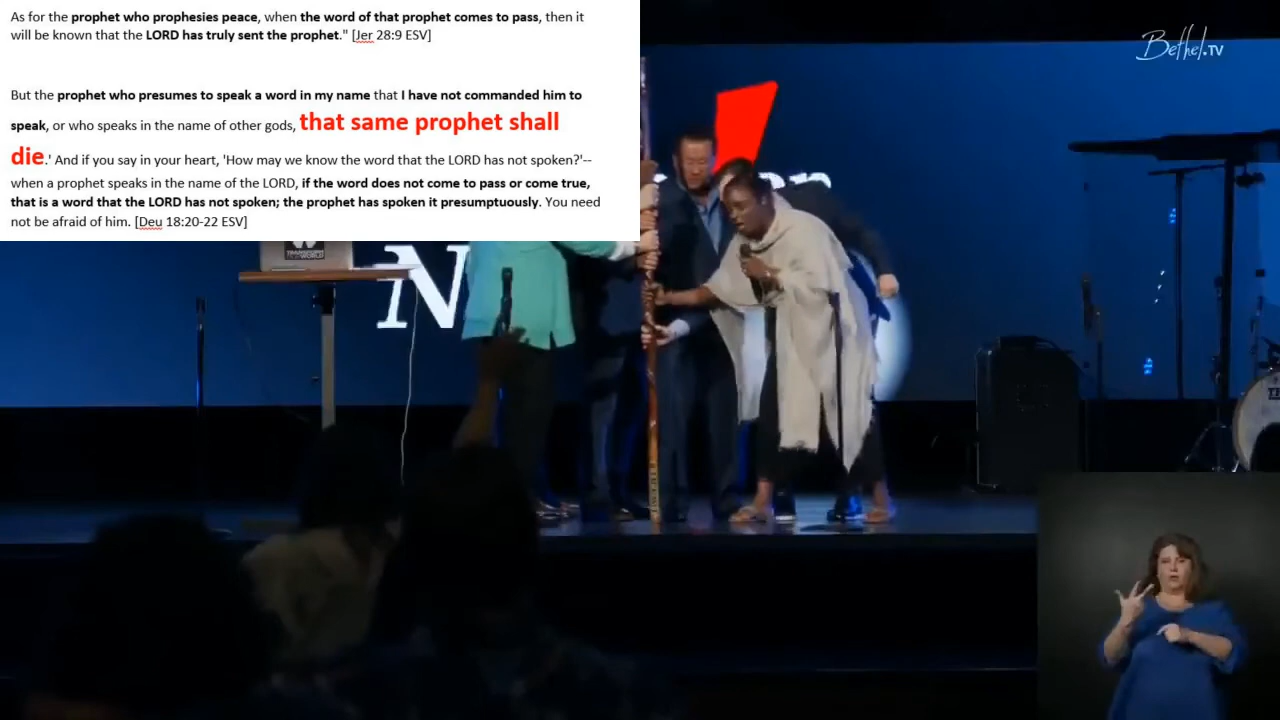 As for the prophet who prophesies peace, when the word of that prophet comes to pass, then it
will be known that the LORD has truly sent the prophet." [Jer 28:9 ESV]
But the prophet who presumes to speak a word in my name that I have not commanded him to
speak, or who speaks in the name of other gods, that same prophet shall
die.' And if you say in your heart, 'How may we know the word that the LORD has not spoken?'--
when a prophet speaks in the name of the LORD, if the word does not come to pass or come true,
that is a word that the LORD has not spoken; the prophet has spoken it presumptuously. You need
not be afraid of him. [Deu 18:20-22 ESV]
Bethel.TV